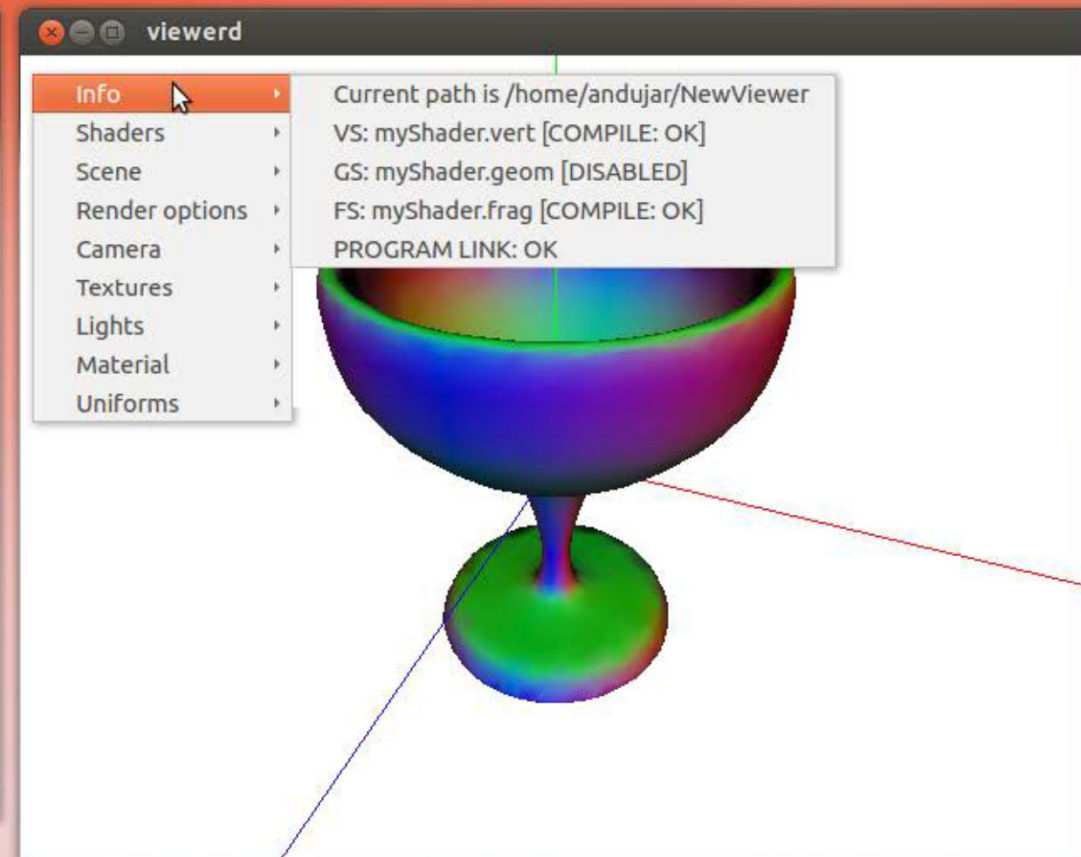 viewerd
Info
Shaders
Scene
Render options
Camera
Textures
Lights
Material
Uniforms
Current path is /home/andujar/NewViewer
VS: myShader.vert [COMPILE: OK]
GS: myShader.geom [DISABLED]
FS: myShader.frag [COMPILE: OK]
PROGRAM LINK: OK